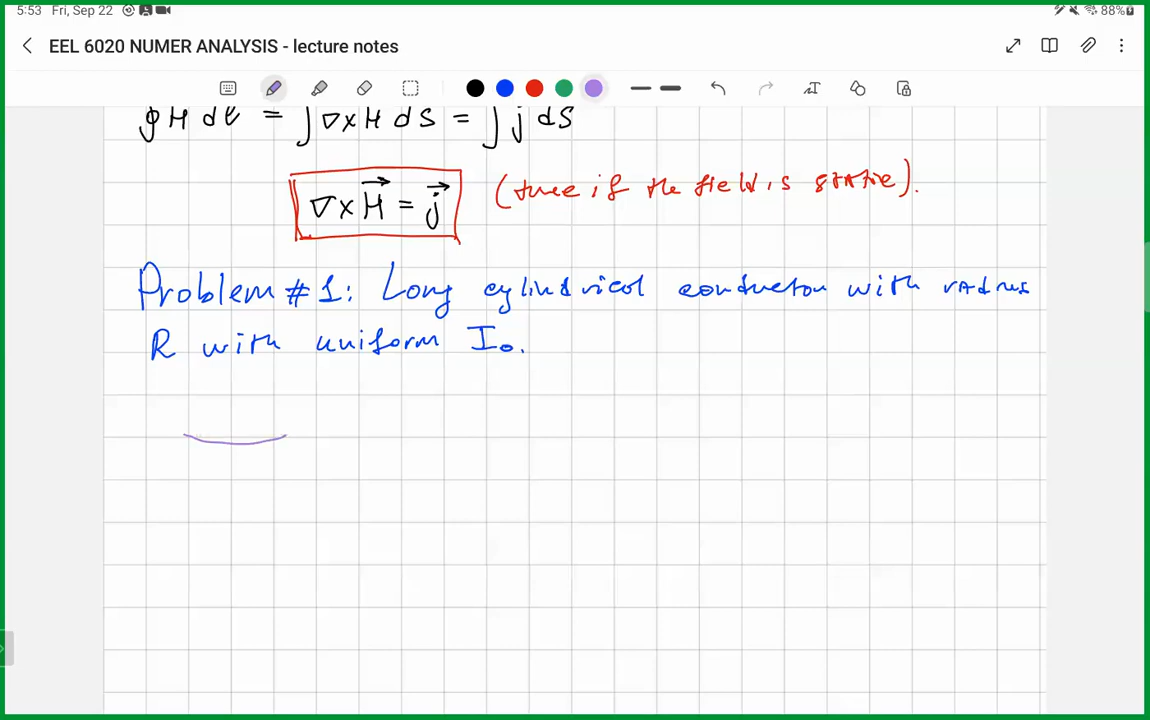 5:53 Fri, Sep 22 88%
EEL 6020 NUMER ANALYSIS - lecture notes
∮ H dℓ = ∫ ∇×H dS = ∫ j dS
∇×H⃗ = j⃗ (true if the field is static).
Problem #1: Long cylindrical conductor with radius
R with uniform I₀.